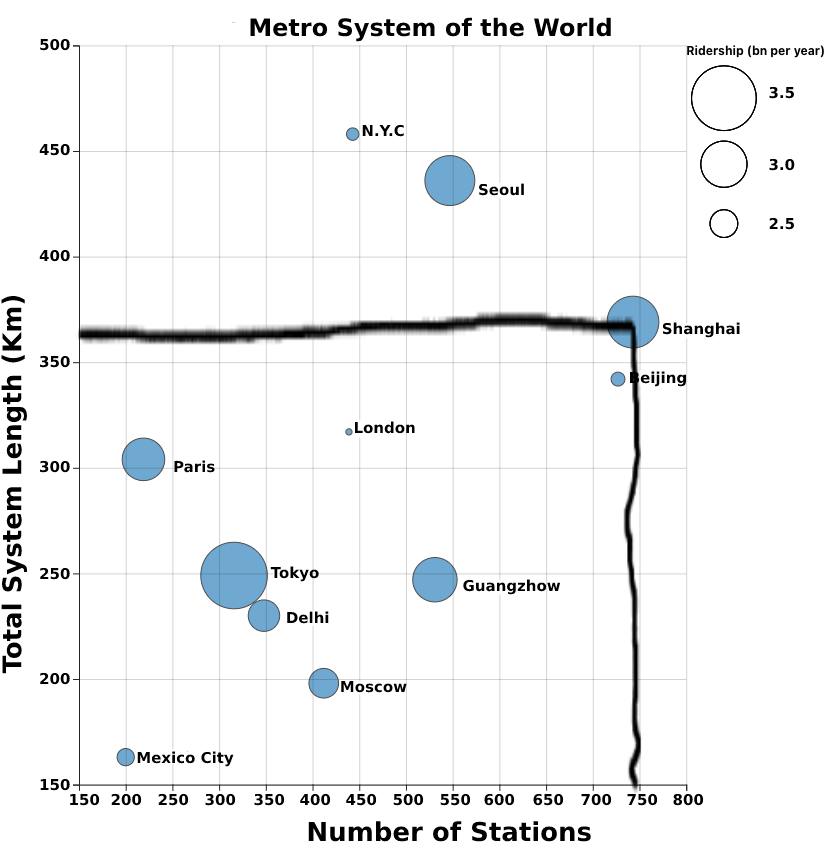 Metro System of the World
Ridership (bn per year)
3.5
3.0
2.5
500
450
400
350
300
250
200
150
Total System Length (Km)
N.Y.C
Seoul
Shanghai
Beijing
London
Paris
Tokyo
Guangzhow
Delhi
Moscow
Mexico City
150 200 250 300 350 400 450 500 550 600 650 700 750 800
Number of Stations